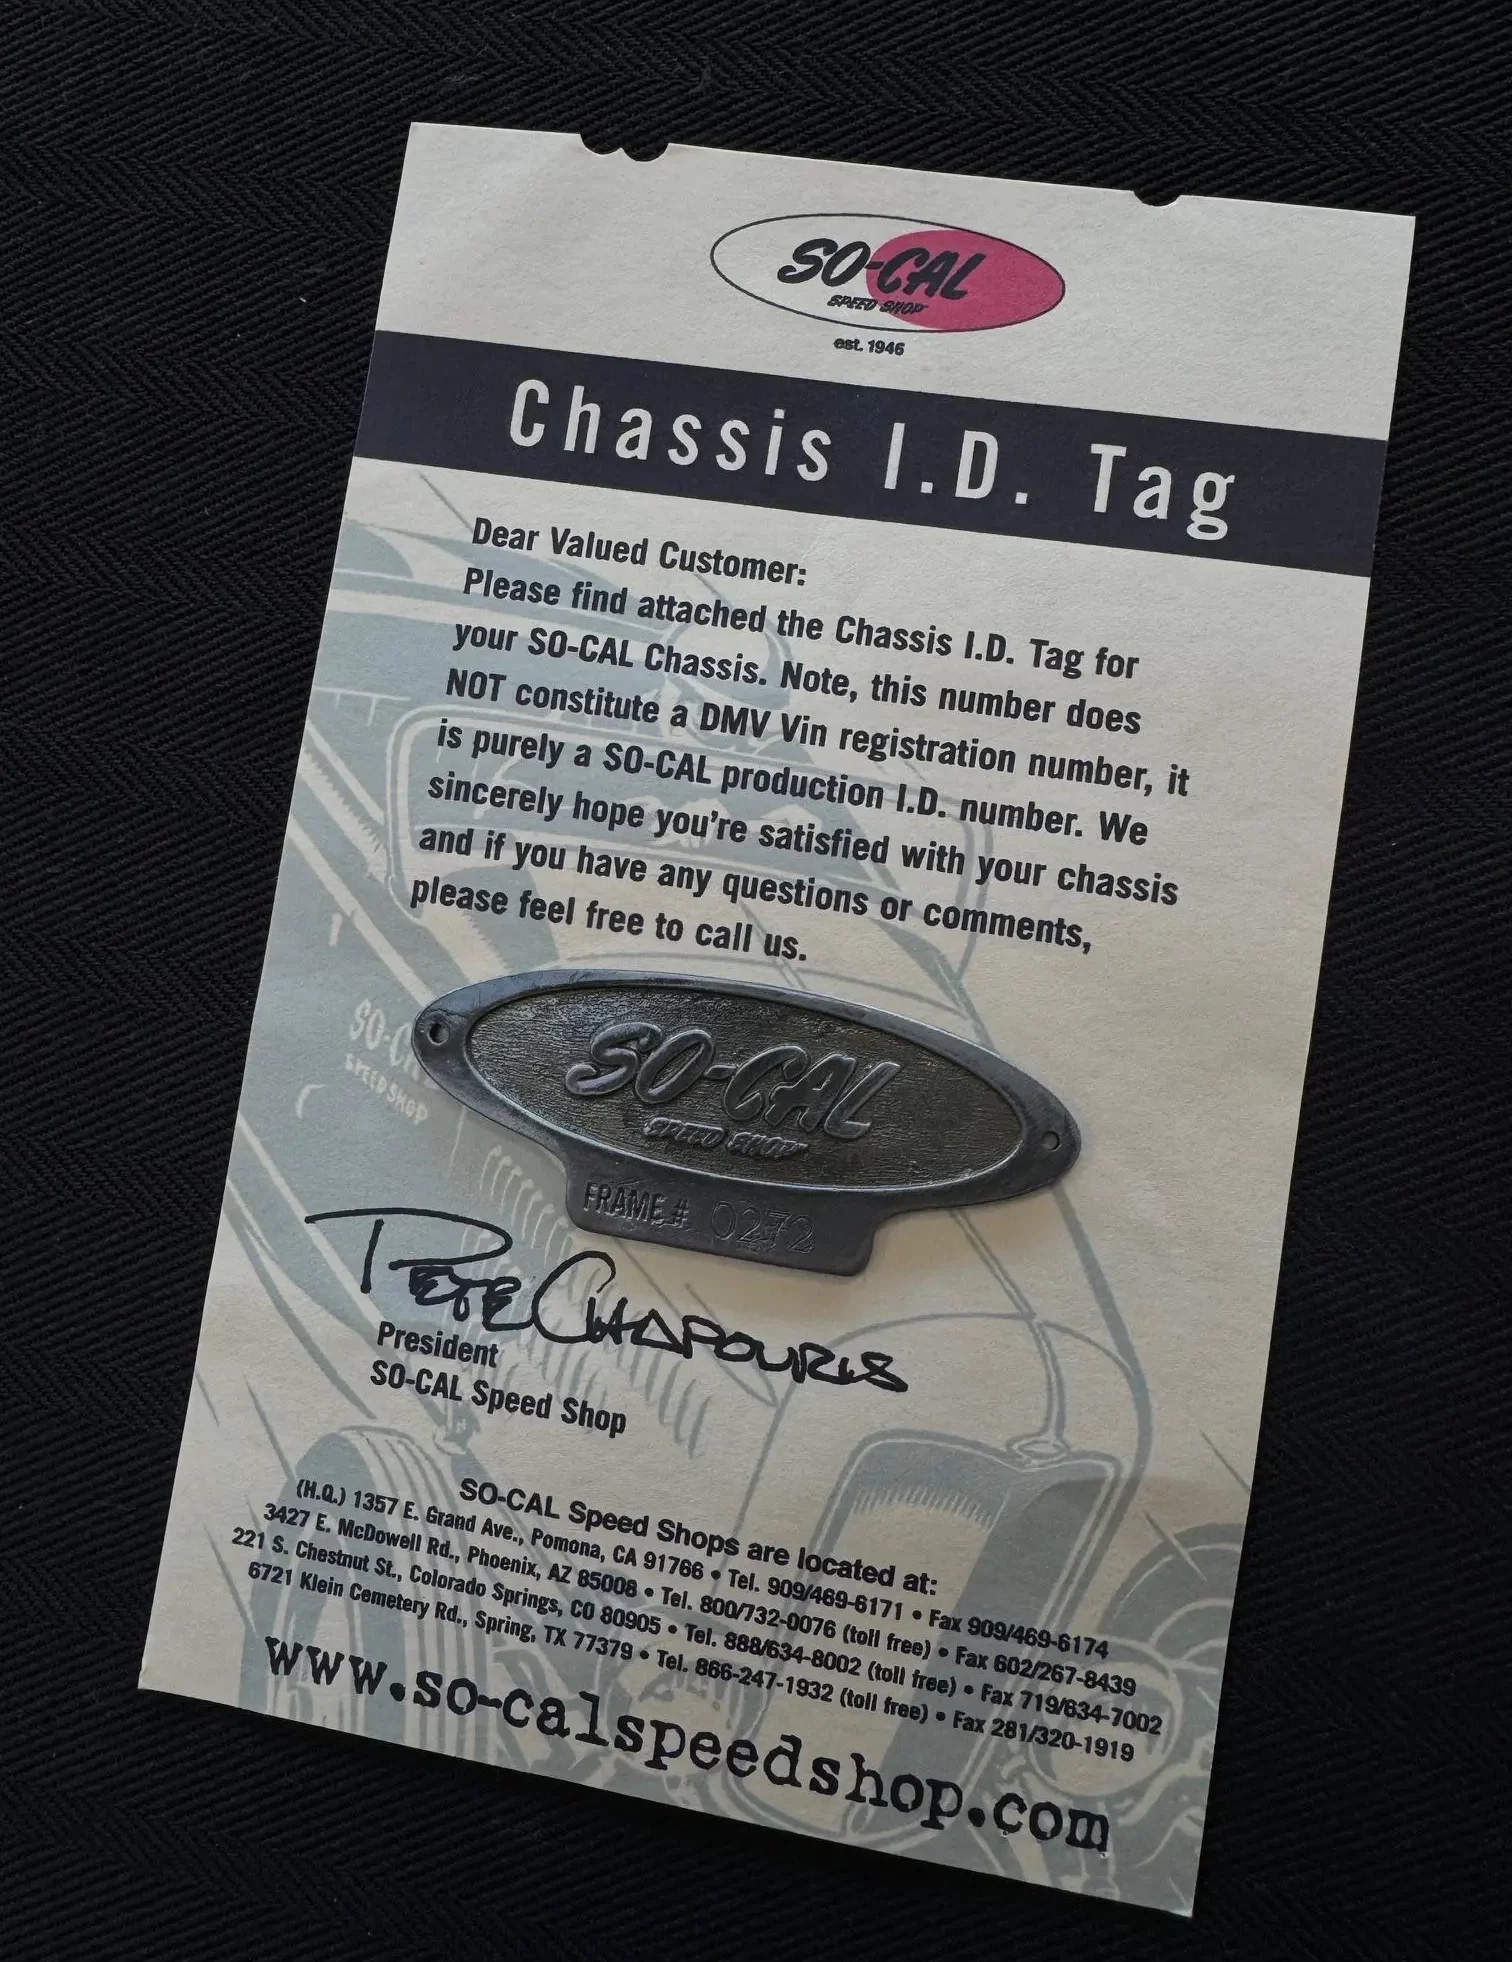 SO-CAL
SPEED SHOP
est. 1946
Chassis I.D. Tag
Dear Valued Customer:
Please find attached the Chassis I.D. Tag for
your SO-CAL Chassis. Note, this number does
NOT constitute a DMV Vin registration number, it
is purely a SO-CAL production I.D. number. We
sincerely hope you're satisfied with your chassis
and if you have any questions or comments,
please feel free to call us.
SO-CAL
SPEED SHOP
SO-CAL
SPEED SHOP
FRAME # 0272
PETE CHAPOURIS
President
SO-CAL Speed Shop
SO-CAL Speed Shops are located at:
(H.Q.) 1357 E. Grand Ave., Pomona, CA 91766 • Tel. 909/469-6171 • Fax 909/469-6174
3427 E. McDowell Rd., Phoenix, AZ 85008 • Tel. 800/732-0076 (toll free) • Fax 602/267-8439
221 S. Chestnut St., Colorado Springs, CO 80905 • Tel. 888/634-8002 (toll free) • Fax 719/634-7002
6721 Klein Cemetery Rd., Spring, TX 77379 • Tel. 866-247-1932 (toll free) • Fax 281/320-1919
www.so-calspeedshop.com